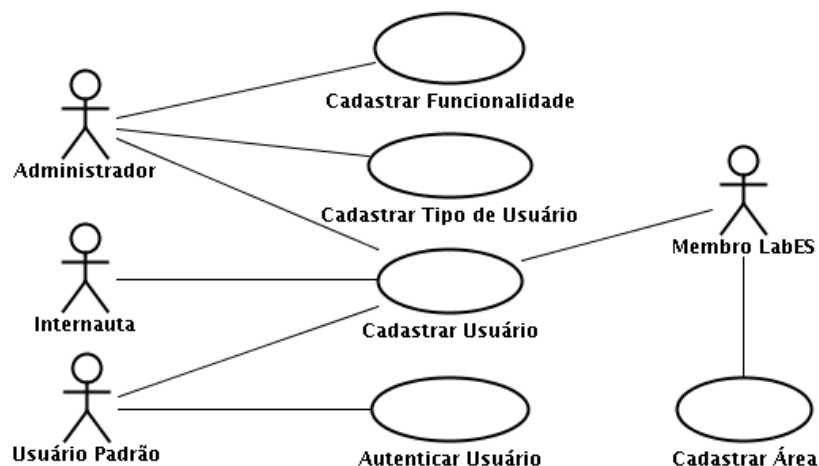 Cadastrar Funcionalidade
Administrador
Cadastrar Tipo de Usuário
Membro LabES
Internauta
Cadastrar Usuário
Usuário Padrão
Autenticar Usuário
Cadastrar Área